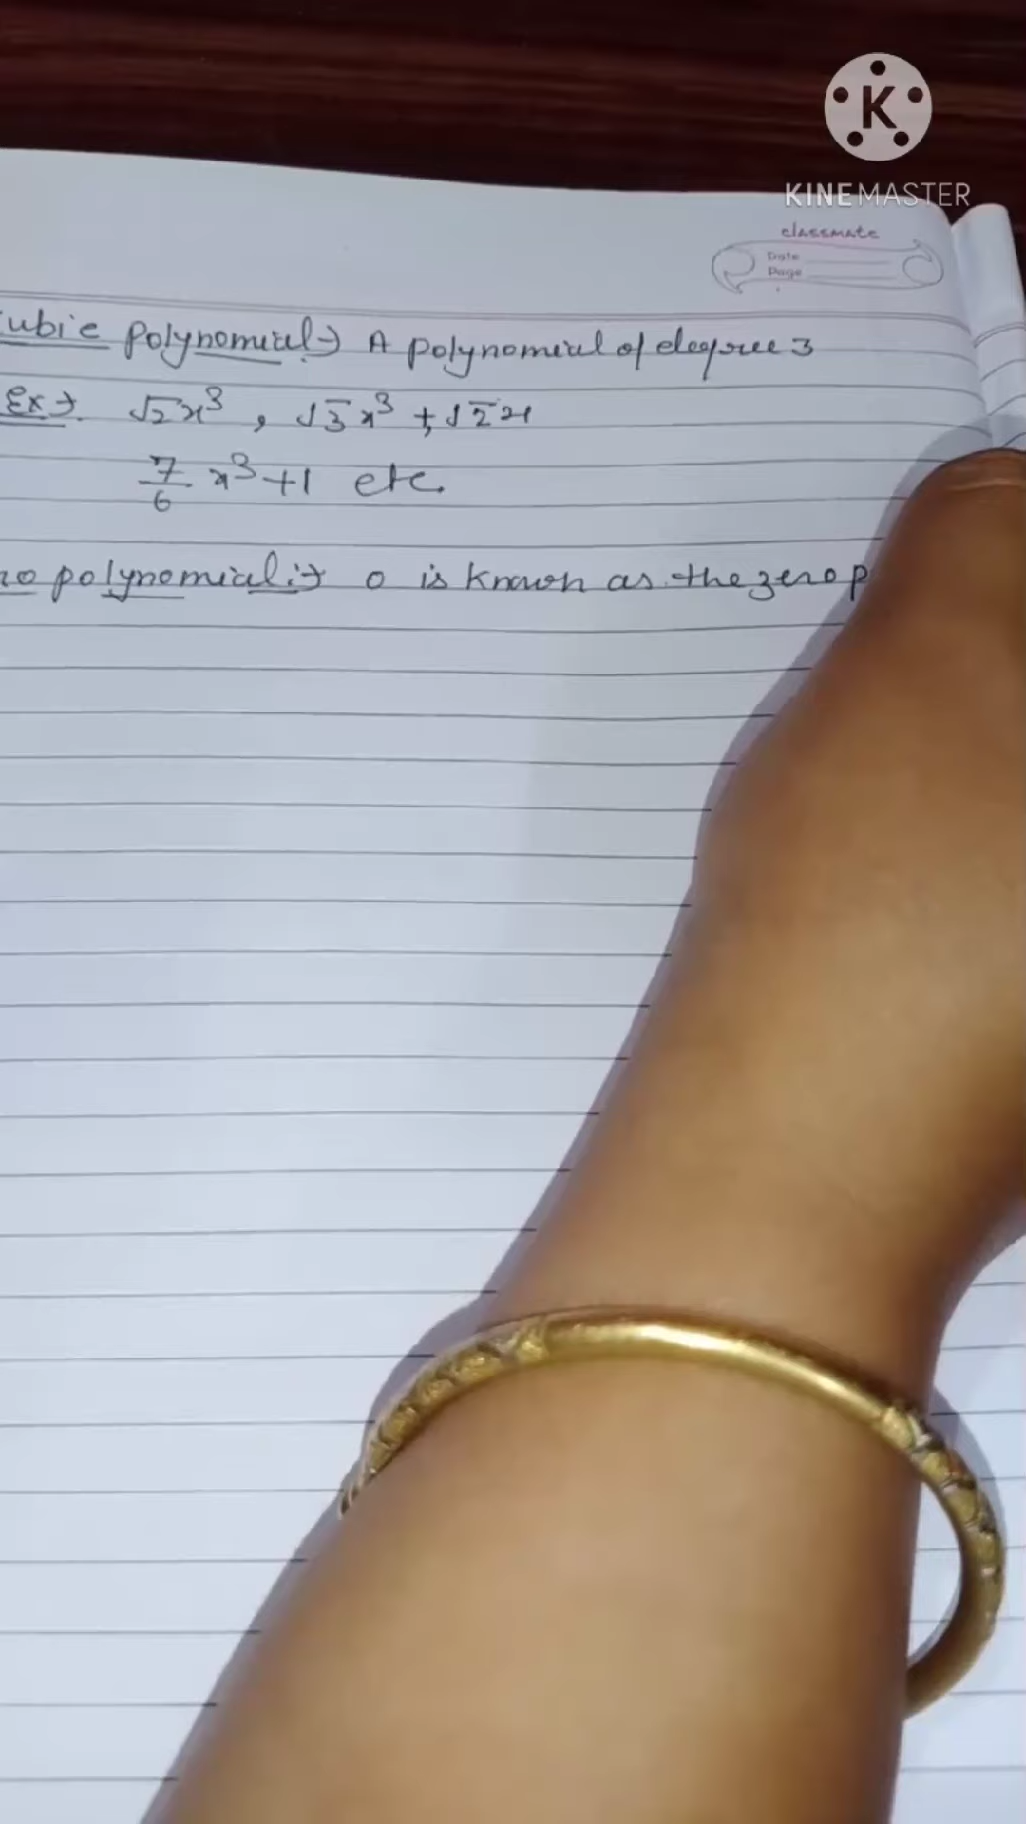 K
KINEMASTER
classmate
Date
Page
Cubic polynomial → A polynomial of degree 3
Ex → √2x³ , √3x³ + √2x
7/6 x³+1 etc.
ro polynomial :→ 0 is known as the zero p